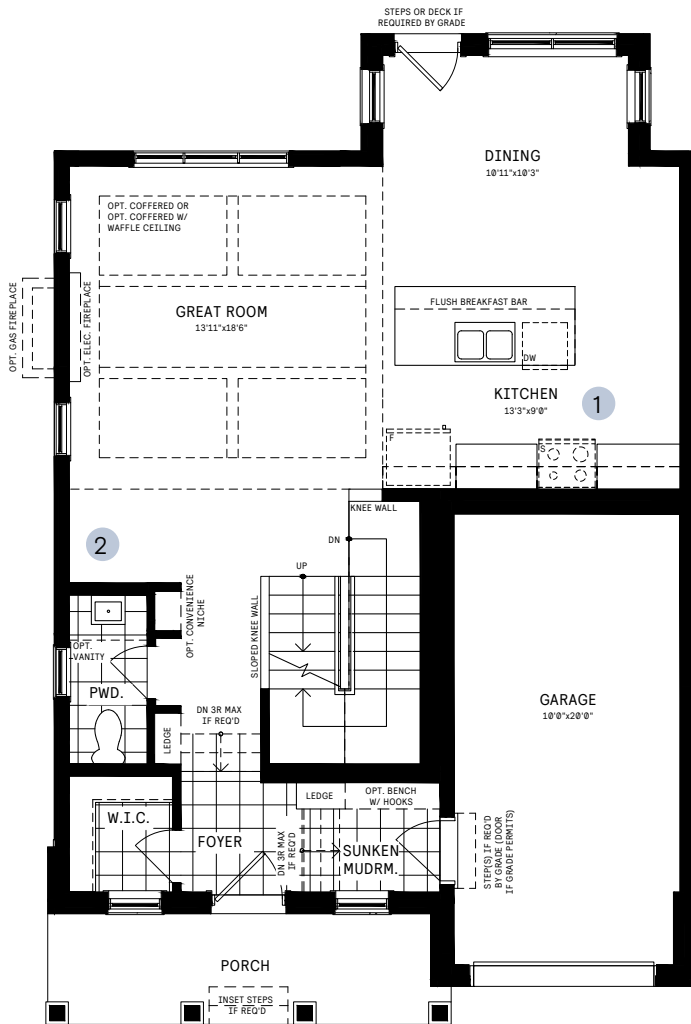 STEPS OR DECK IF
REQUIRED BY GRADE
DINING
10'11"x10'3"
OPT. COFFERED OR
OPT. COFFERED W/
WAFFLE CEILING
OPT. GAS FIREPLACE
OPT. ELEC. FIREPLACE
GREAT ROOM
13'11"x18'6"
FLUSH BREAKFAST BAR
DW
KITCHEN
13'3"x9'0"
1
F
S
KNEE WALL
DN
2
UP
SLOPED KNEE WALL
OPT. CONVENIENCE
NICHE
OPT.
VANITY
PWD.
DN 3R MAX
IF REQ'D
LEDGE
GARAGE
10'0"x20'0"
LEDGE
OPT. BENCH
W/ HOOKS
W.I.C.
FOYER
DN 3R MAX
IF REQ'D
SUNKEN
MUDRM.
STEP(S) IF REQ'D
BY GRADE (DOOR
IF GRADE PERMITS)
PORCH
INSET STEPS
IF REQ'D